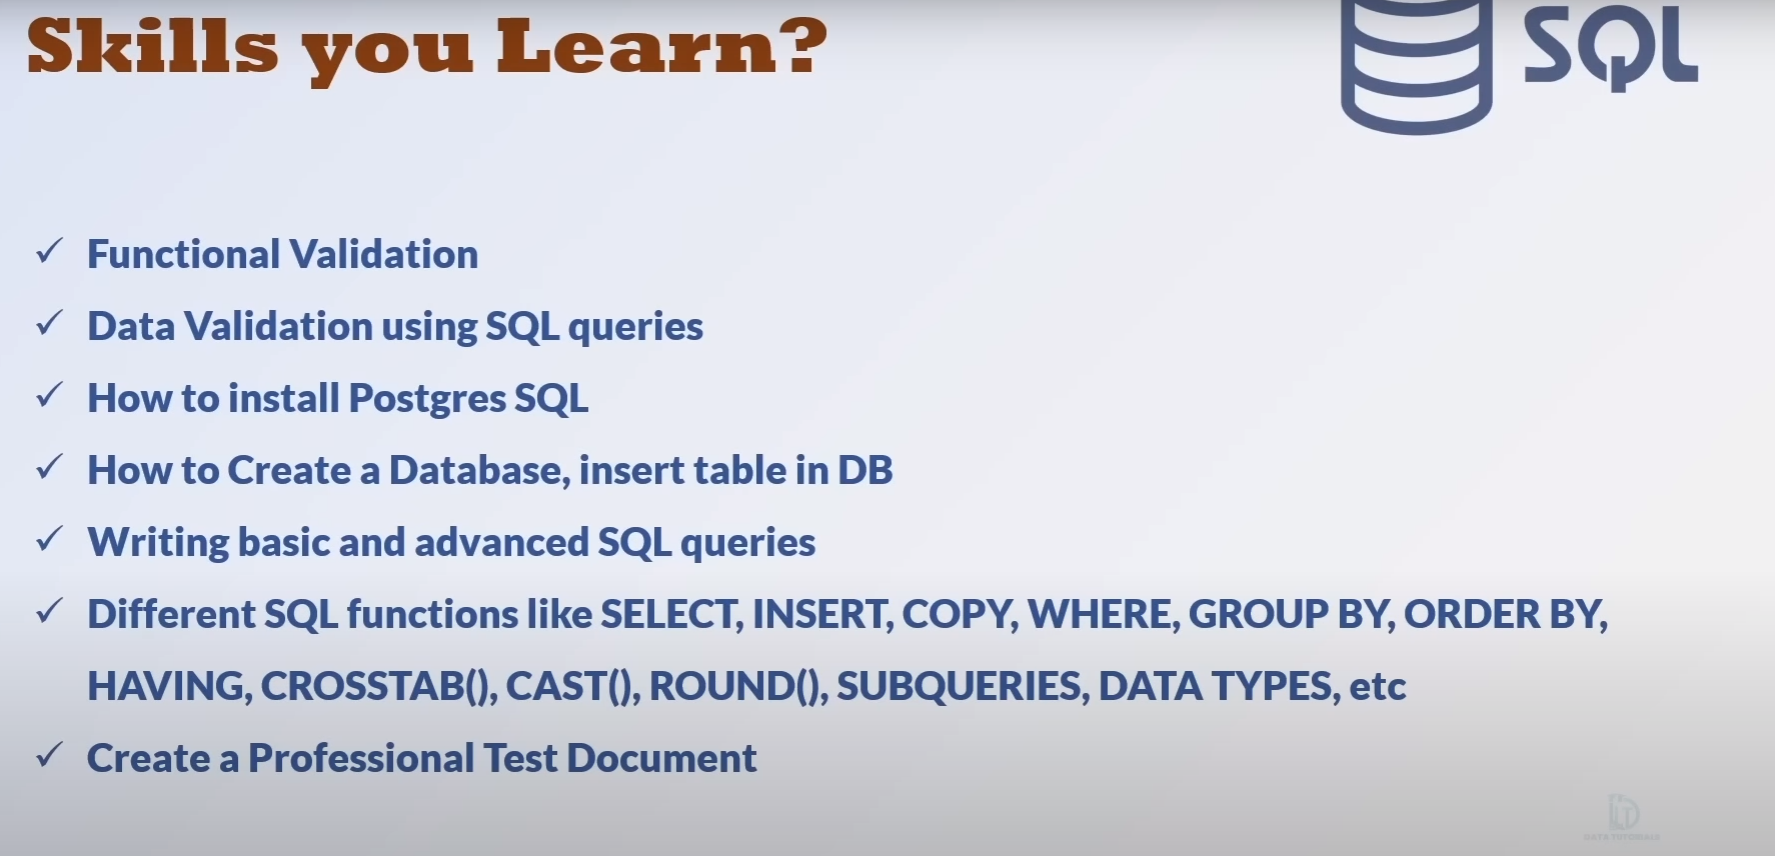 Skills you Learn?
SQL
Functional Validation
Data Validation using SQL queries
How to install Postgres SQL
How to Create a Database, insert table in DB
Writing basic and advanced SQL queries
Different SQL functions like SELECT, INSERT, COPY, WHERE, GROUP BY, ORDER BY,
HAVING, CROSSTAB(), CAST(), ROUND(), SUBQUERIES, DATA TYPES, etc
Create a Professional Test Document
DATA TUTORIALS